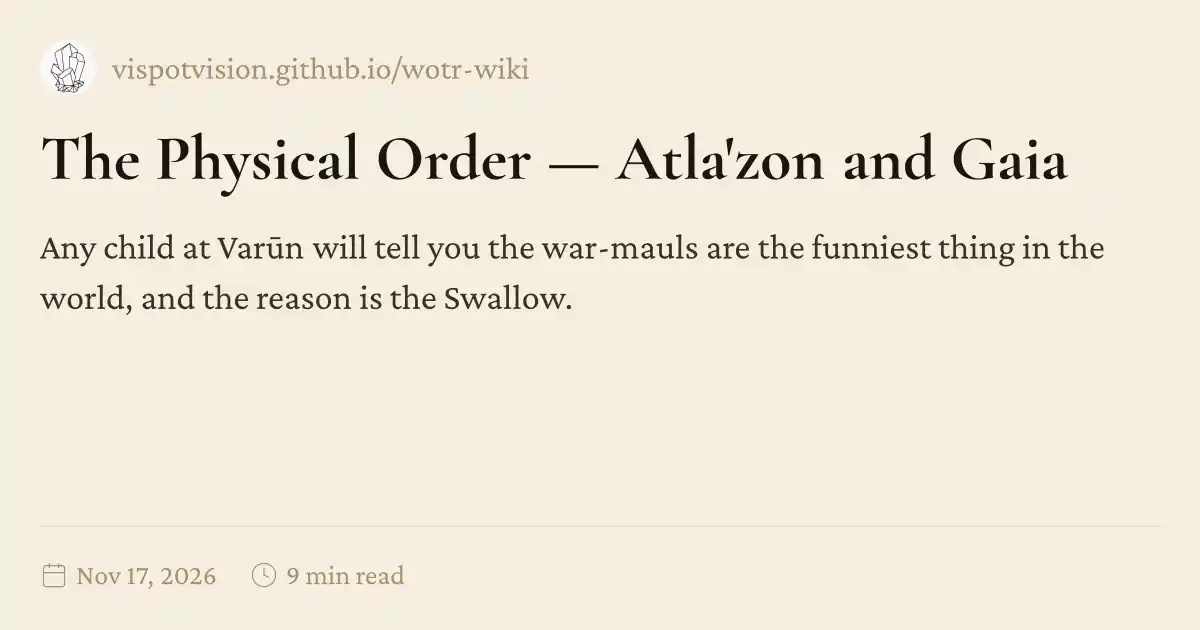 vispotvision.github.io/wotr-wiki
The Physical Order — Atla'zon and Gaia
Any child at Varūn will tell you the war-mauls are the funniest thing in the
world, and the reason is the Swallow.
Nov 17, 2026 9 min read